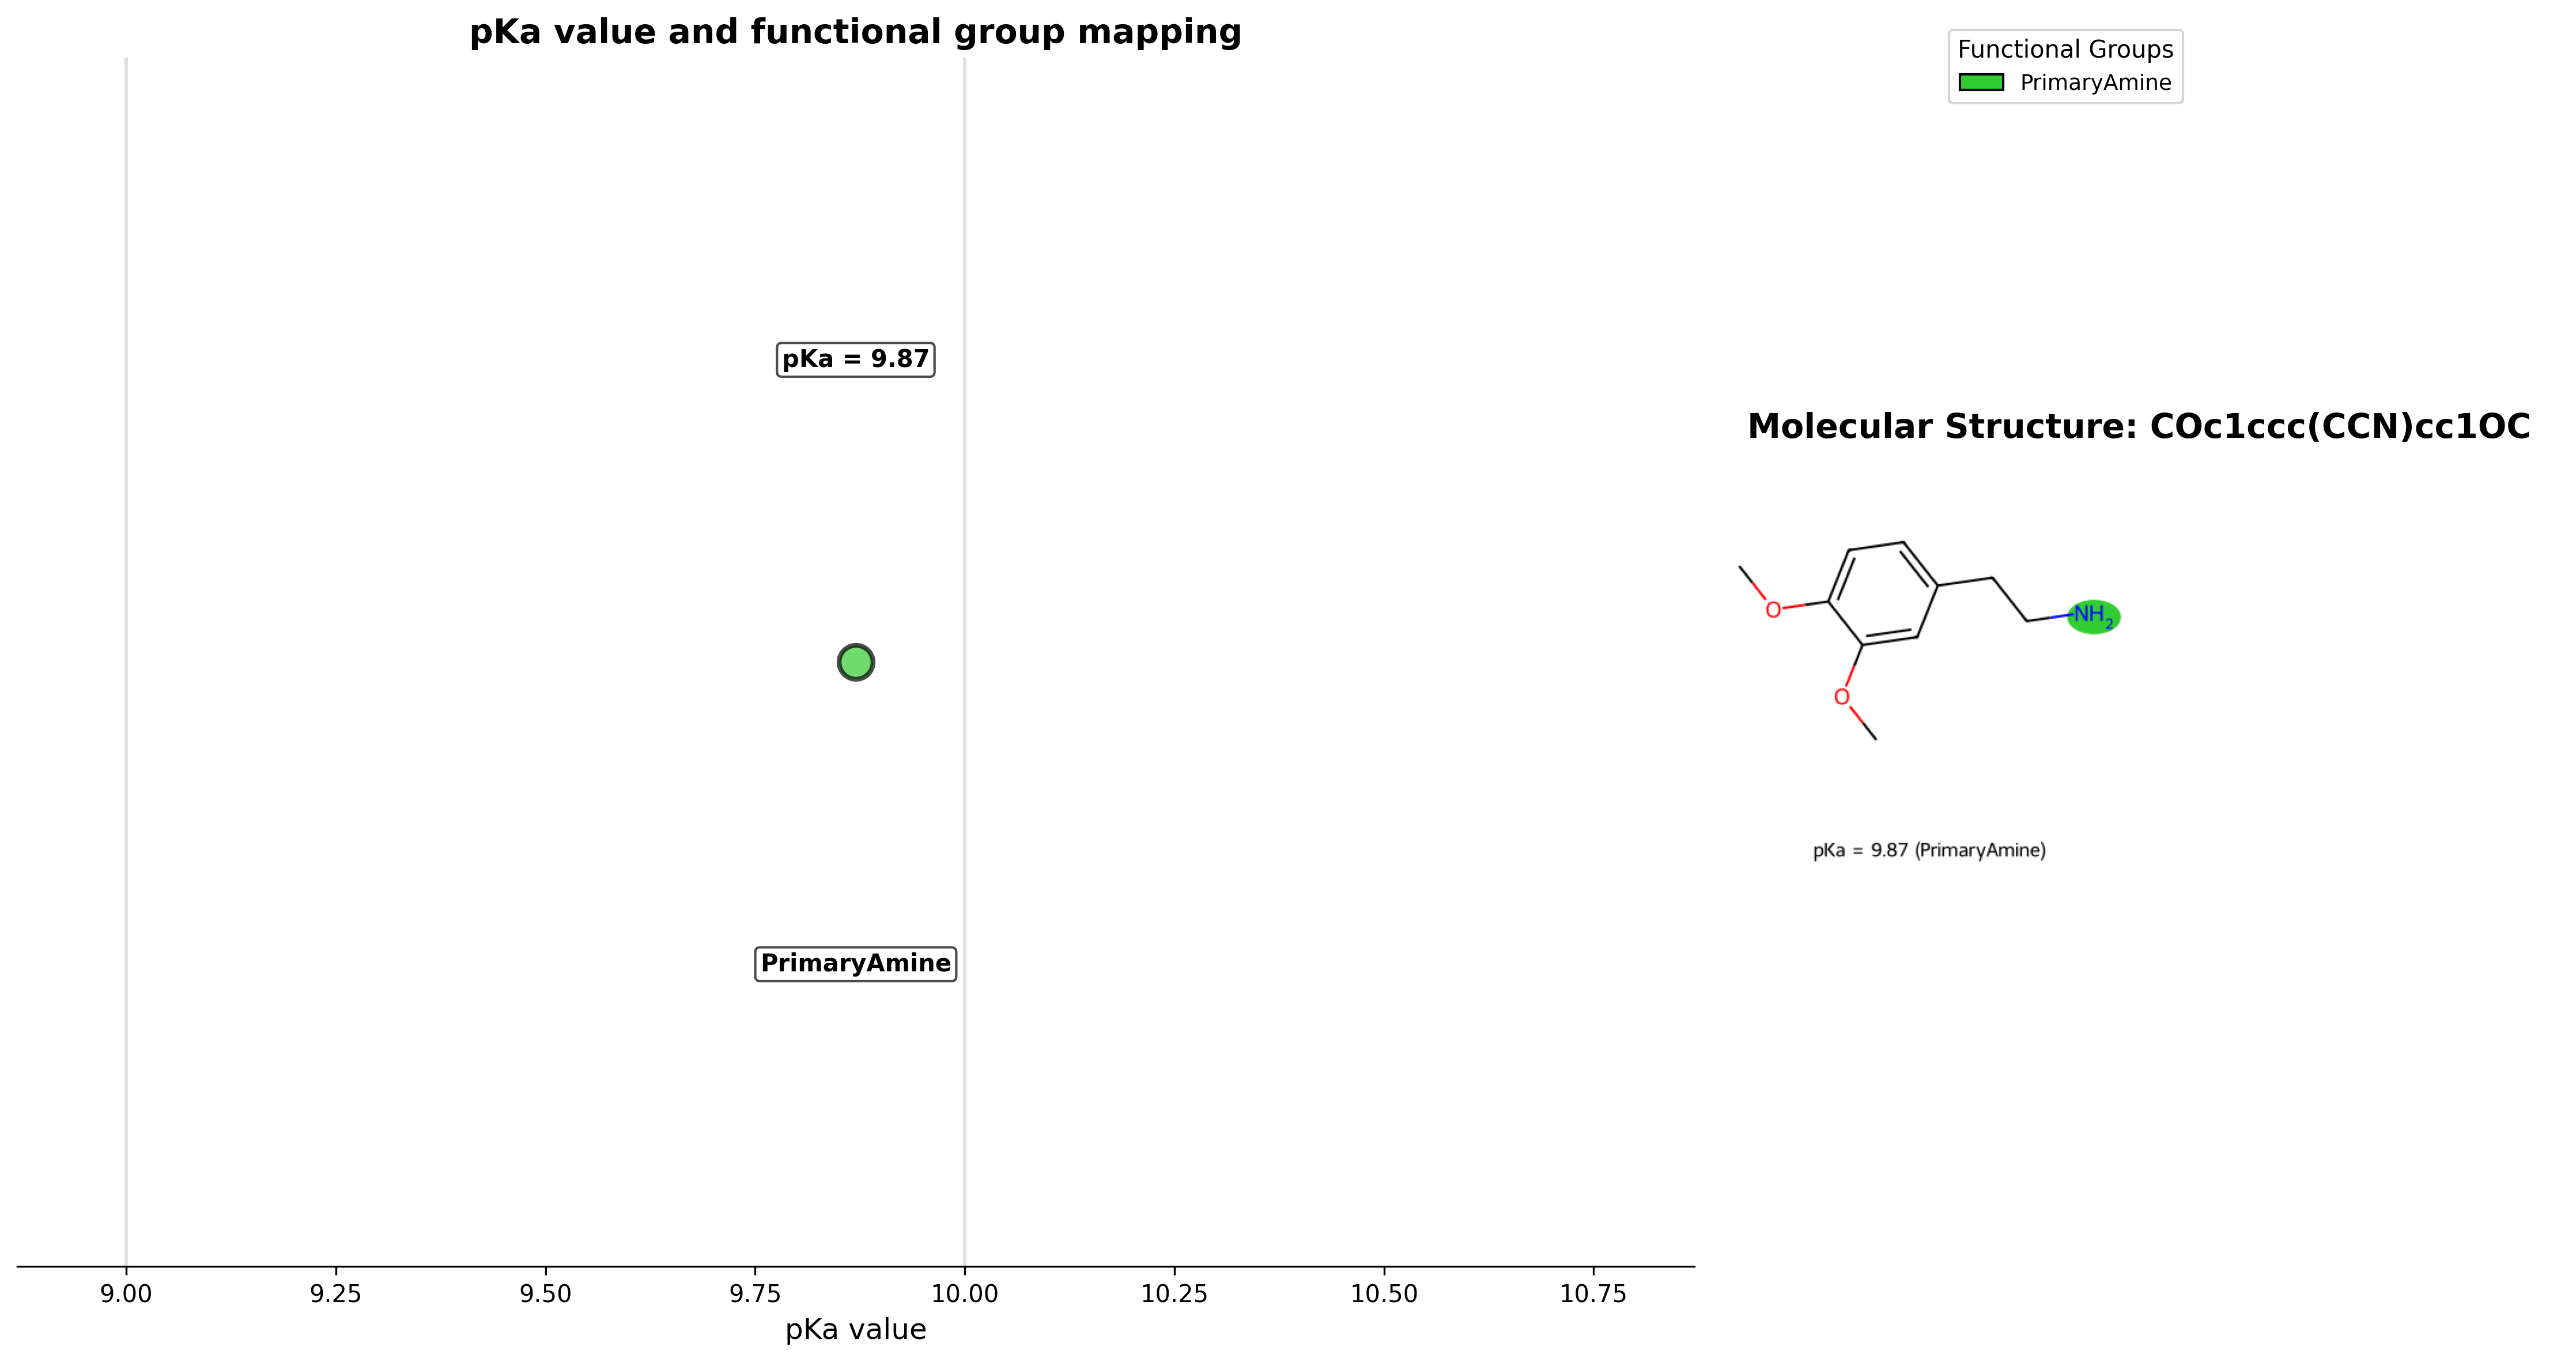 pKa value and functional group mapping
pKa = 9.87
PrimaryAmine
9.00 9.25 9.50 9.75 10.00 10.25 10.50 10.75
pKa value
Functional Groups
PrimaryAmine
Molecular Structure: COc1ccc(CCN)cc1OC
O
NH2
O
pKa = 9.87 (PrimaryAmine)